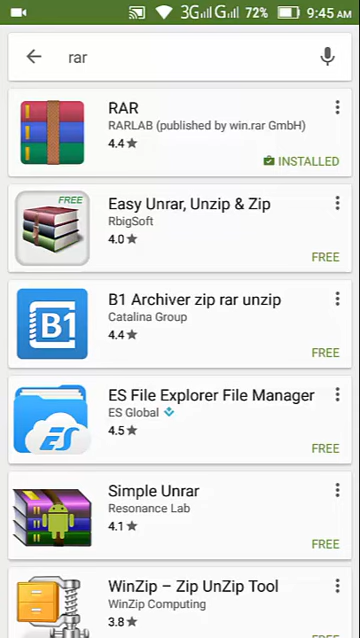 3G G 72% 9:45 AM
rar
RAR
RARLAB (published by win.rar GmbH)
4.4★
INSTALLED
FREE
Easy Unrar, Unzip & Zip
RbigSoft
4.0★
FREE
B1
B1 Archiver zip rar unzip
Catalina Group
4.4★
FREE
ES
ES File Explorer File Manager
ES Global
4.5★
FREE
Simple Unrar
Resonance Lab
4.1★
FREE
WinZip – Zip UnZip Tool
WinZip Computing
3.8★
FREE